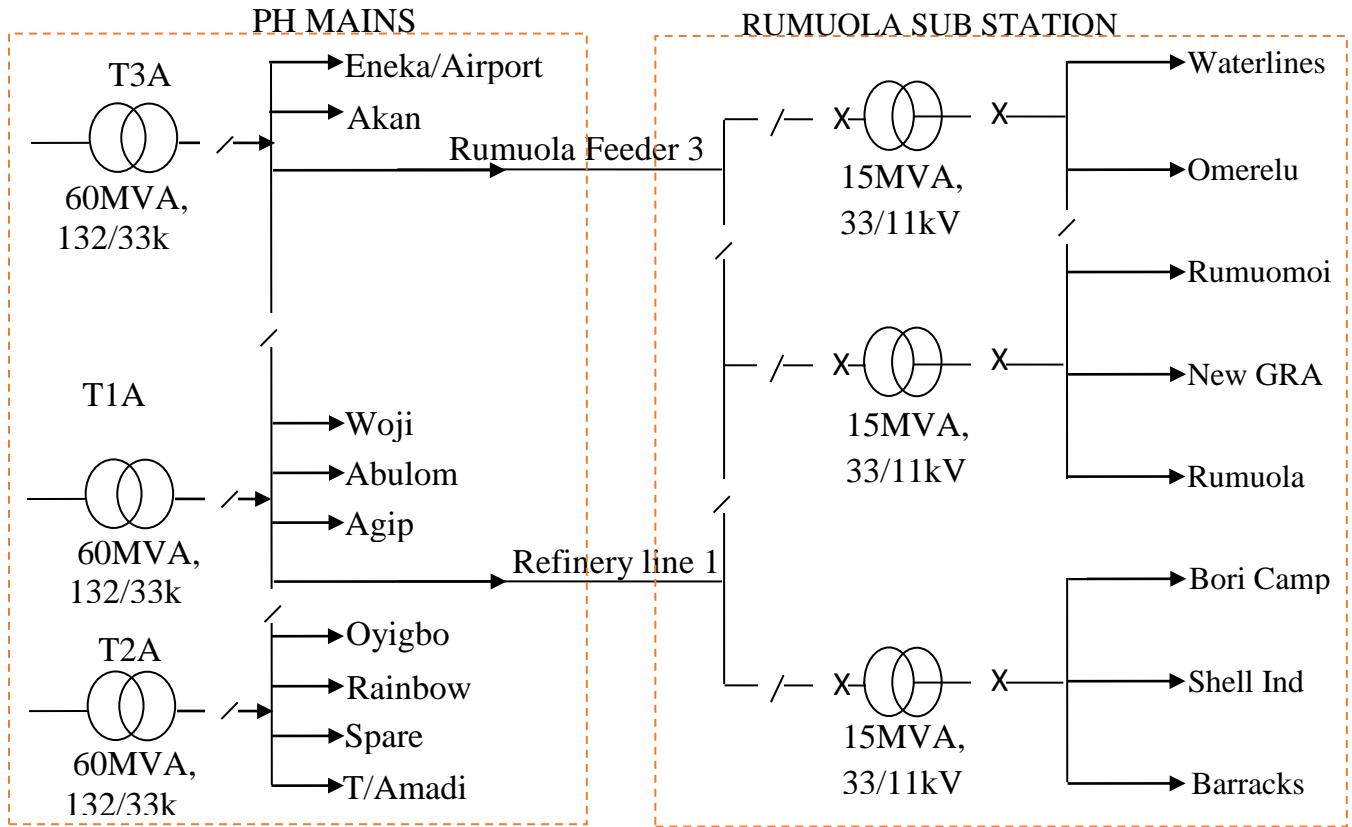 PH MAINS
T3A
60MVA,
132/33k
Eneka/Airport
Akan
Rumuola Feeder 3
T1A
60MVA,
132/33k
Woji
Abulom
Agip
Refinery line 1
T2A
60MVA,
132/33k
Oyigbo
Rainbow
Spare
T/Amadi
RUMUOLA SUB STATION
X
X
15MVA,
33/11kV
X
X
15MVA,
33/11kV
X
X
15MVA,
33/11kV
Waterlines
Omerelu
Rumuomoi
New GRA
Rumuola
Bori Camp
Shell Ind
Barracks